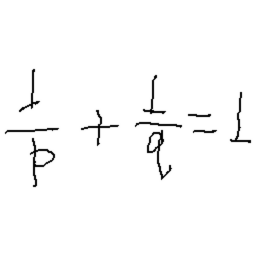 1/p + 1/q = 1